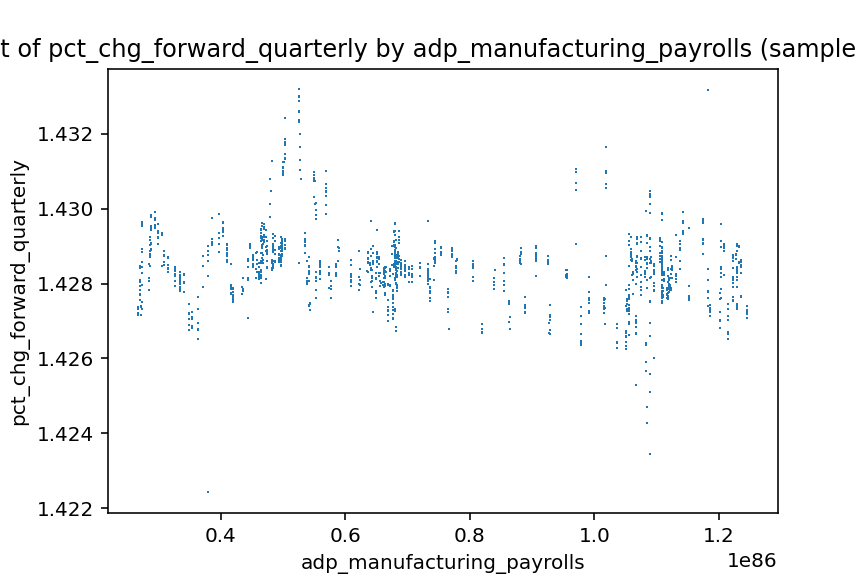 t of pct_chg_forward_quarterly by adp_manufacturing_payrolls (sample
1.432
1.430
1.428
1.426
1.424
1.422
pct_chg_forward_quarterly
0.4 0.6 0.8 1.0 1.2
1e86
adp_manufacturing_payrolls